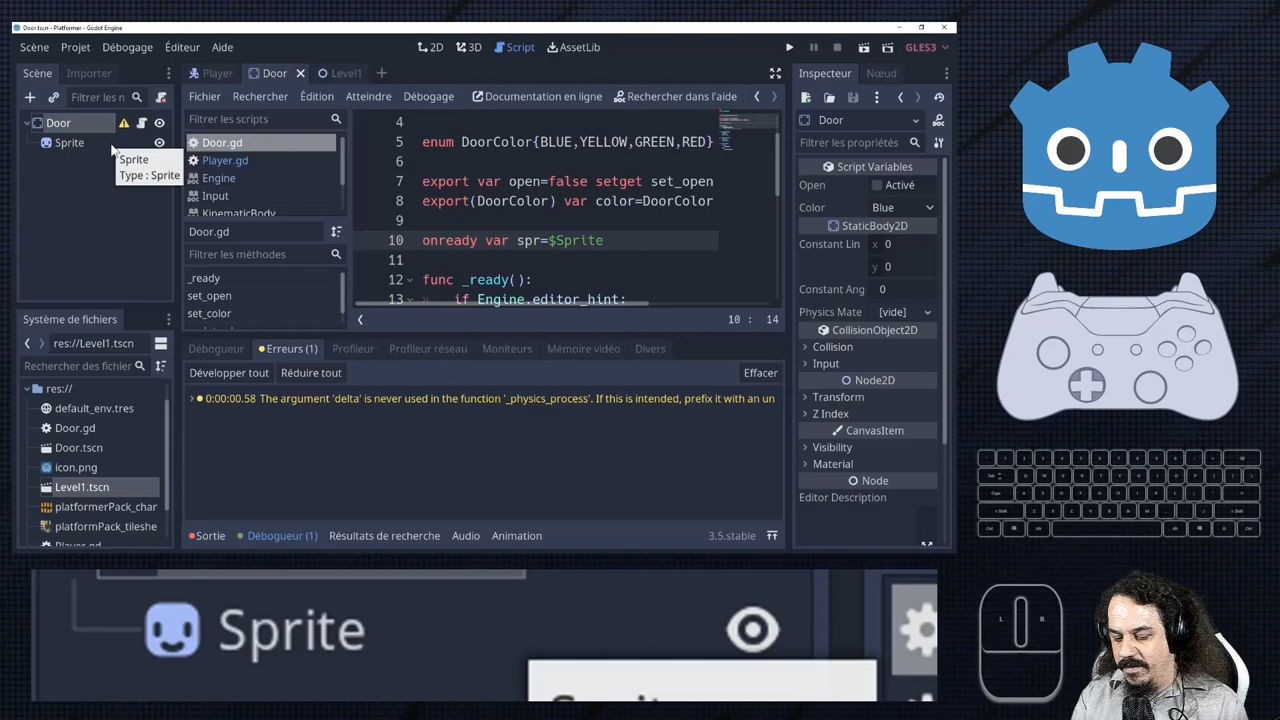 Door.tscn - Platformer - Godot Engine
Scène Projet Débogage Éditeur Aide
2D 3D Script AssetLib
GLES3
Scène Importer
Filtrer les n
Door
Sprite
Sprite
Type : Sprite
Player Door Level1
Fichier Rechercher Édition Atteindre Débogage Documentation en ligne Rechercher dans l'aide
Filtrer les scripts
Door.gd
Player.gd
Engine
Input
KinematicBody
Door.gd
Filtrer les méthodes
_ready
set_open
set_color
4
5 enum DoorColor{BLUE,YELLOW,GREEN,RED}
6
7 export var open=false setget set_open
8 export(DoorColor) var color=DoorColor
9
10 onready var spr=$Sprite
11
12 func _ready():
13 if Engine.editor_hint:
10 : 14
Débogueur Erreurs (1) Profileur Profileur réseau Moniteurs Mémoire vidéo Divers
Développer tout Réduire tout Effacer
0:00:00.58 The argument 'delta' is never used in the function '_physics_process'. If this is intended, prefix it with an un
Sortie Débogueur (1) Résultats de recherche Audio Animation 3.5.stable
Système de fichiers
res://Level1.tscn
Rechercher des fichier
res://
default_env.tres
Door.gd
Door.tscn
icon.png
Level1.tscn
platformerPack_char
platformPack_tileshe
Player.gd
Inspecteur Nœud
Door
Filtrer les propriétés
Script Variables
Open Activé
Color Blue
StaticBody2D
Constant Lin x 0
y 0
Constant Ang 0
Physics Mate [vide]
CollisionObject2D
Collision
Input
Node2D
Transform
Z Index
CanvasItem
Visibility
Material
Node
Editor Description
Sprite
L R